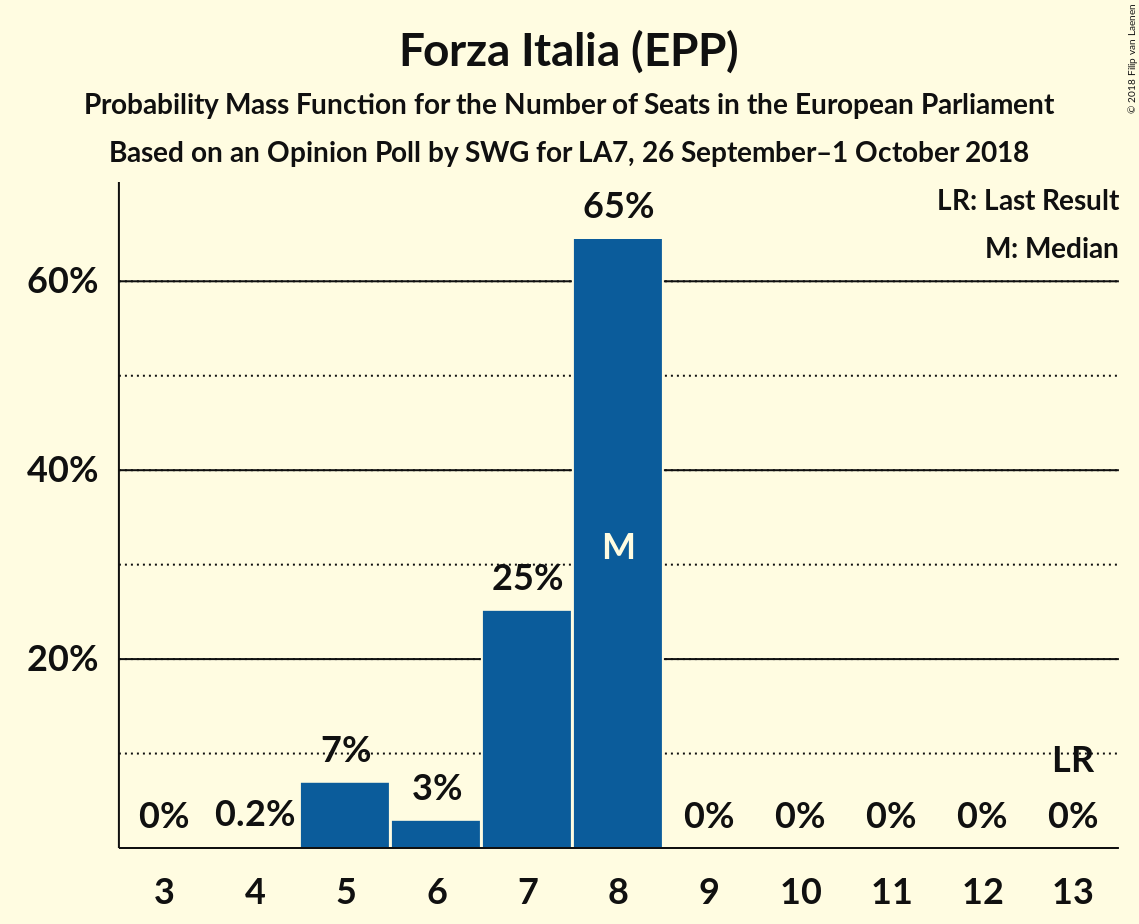 Forza Italia (EPP)
Probability Mass Function for the Number of Seats in the European Parliament
Based on an Opinion Poll by SWG for LA7, 26 September–1 October 2018
© 2018 Filip van Laenen
LR: Last Result
M: Median
65%
60%
40%
M
25%
20%
7%
3%
LR
0%
0.2%
0%
0%
0%
0%
0%
3 4 5 6 7 8 9 10 11 12 13